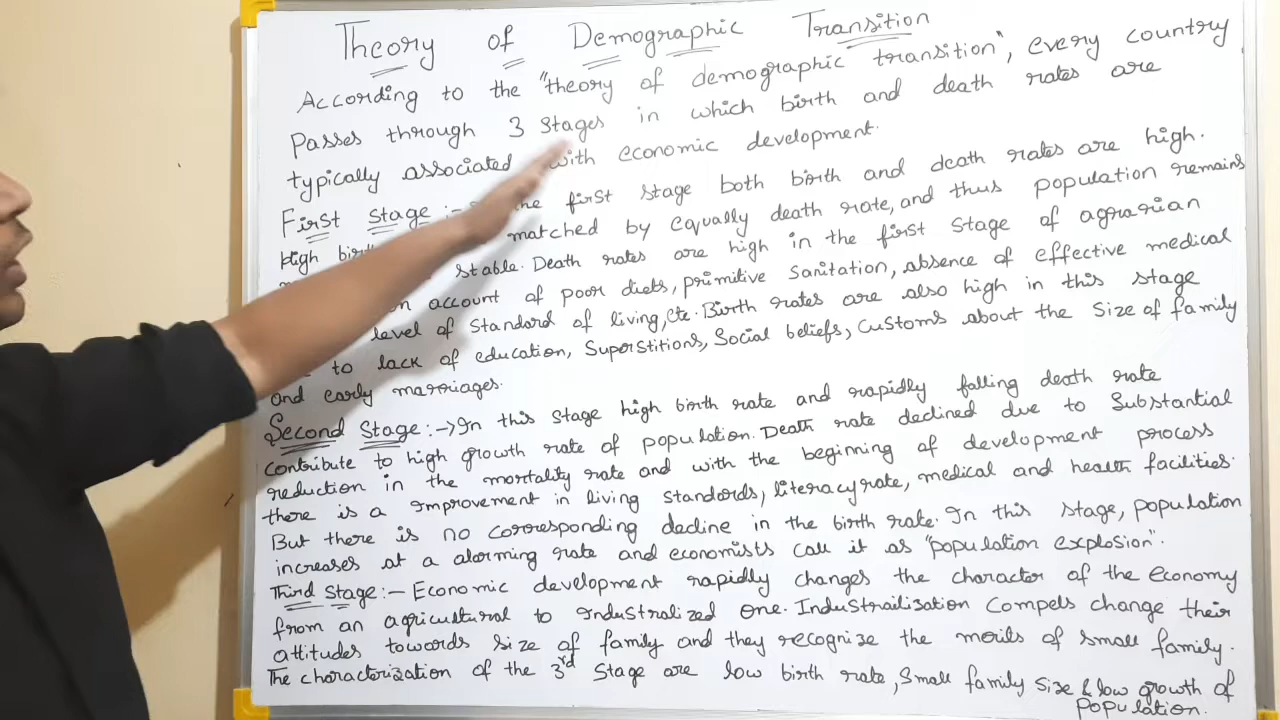 Theory of Demographic Transition
According to the "theory of demographic transition", every country
Passes through 3 Stages in which birth and death rates are
typically associated with economic development.
First stage :- the first stage both birth and death rates are high.
High matched by equally death rate, and thus population remains
stable. Death rates are high in the first stage of agrarian
account of poor diets, primitive sanitation, absence of effective medical
level of standard of living, etc. Birth rates are also high in this stage
to lack of education, Superstitions, Social beliefs, Customs about the size of family
and early marriages.
Second Stage :-> In this stage high birth rate and rapidly falling death rate
contribute to high growth rate of population. Death rate declined due to Substantial
reduction in the mortality rate and with the beginning of development process
there is a improvement in living standards, literacy rate, medical and health facilities.
But there is no corresponding decline in the birth rate. In this stage, population
increases at a alarming rate and economists call it as "population explosion".
Third Stage :- Economic development rapidly changes the character of the economy
from an agricultural to Industralized one. Industrailisation Compels change their
attitudes towards size of family and they recognize the merits of small family.
The characterization of the 3rd Stage are low birth rate, Small family size & low growth of
population.